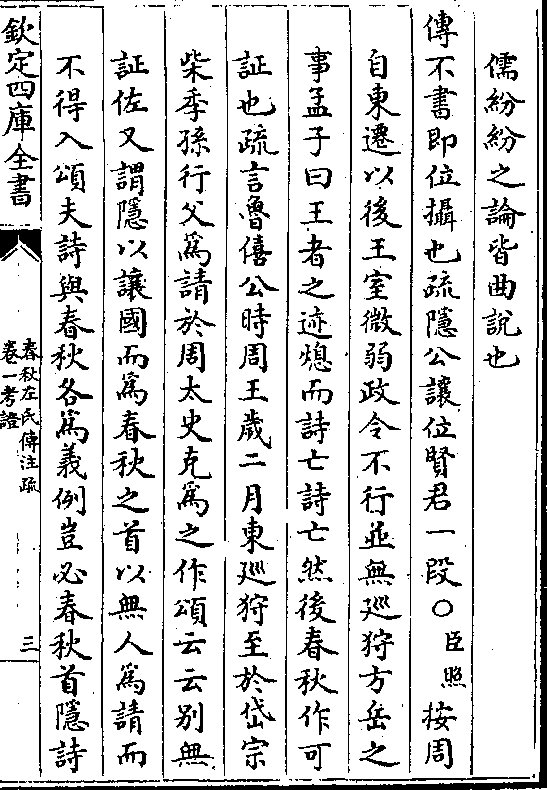 儒紛紛之論皆曲說也
傳不書即位攝也疏隱公讓位賢君一段○臣照按周
自東遷以後王室微弱政令不行並無巡狩方岳之
事孟子曰王者之迹熄而詩亡詩亡然後春秋作可
証也疏言魯僖公時周王歲二月東巡狩至於岱宗
柴季孫行父爲請於周太史克爲之作頌云云别無
証佐又謂隱以讓國而爲春秋之首以無人爲請而
不得入頌夫詩與春秋各爲義例豈必春秋首隱詩
欽定四庫全書
春秋左氏傳注疏
卷一考證
三